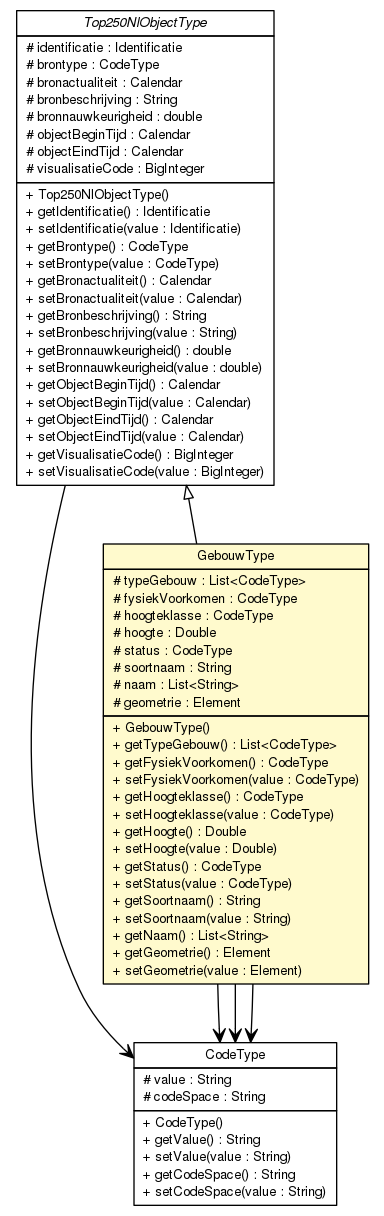 Top250NlObjectType
# identificatie : Identificatie
# brontype : CodeType
# bronactualiteit : Calendar
# bronbeschrijving : String
# bronnauwkeurigheid : double
# objectBeginTijd : Calendar
# objectEindTijd : Calendar
# visualisatieCode : BigInteger
+ Top250NlObjectType()
+ getIdentificatie() : Identificatie
+ setIdentificatie(value : Identificatie)
+ getBrontype() : CodeType
+ setBrontype(value : CodeType)
+ getBronactualiteit() : Calendar
+ setBronactualiteit(value : Calendar)
+ getBronbeschrijving() : String
+ setBronbeschrijving(value : String)
+ getBronnauwkeurigheid() : double
+ setBronnauwkeurigheid(value : double)
+ getObjectBeginTijd() : Calendar
+ setObjectBeginTijd(value : Calendar)
+ getObjectEindTijd() : Calendar
+ setObjectEindTijd(value : Calendar)
+ getVisualisatieCode() : BigInteger
+ setVisualisatieCode(value : BigInteger)
GebouwType
# typeGebouw : List<CodeType>
# fysiekVoorkomen : CodeType
# hoogteklasse : CodeType
# hoogte : Double
# status : CodeType
# soortnaam : String
# naam : List<String>
# geometrie : Element
+ GebouwType()
+ getTypeGebouw() : List<CodeType>
+ getFysiekVoorkomen() : CodeType
+ setFysiekVoorkomen(value : CodeType)
+ getHoogteklasse() : CodeType
+ setHoogteklasse(value : CodeType)
+ getHoogte() : Double
+ setHoogte(value : Double)
+ getStatus() : CodeType
+ setStatus(value : CodeType)
+ getSoortnaam() : String
+ setSoortnaam(value : String)
+ getNaam() : List<String>
+ getGeometrie() : Element
+ setGeometrie(value : Element)
CodeType
# value : String
# codeSpace : String
+ CodeType()
+ getValue() : String
+ setValue(value : String)
+ getCodeSpace() : String
+ setCodeSpace(value : String)